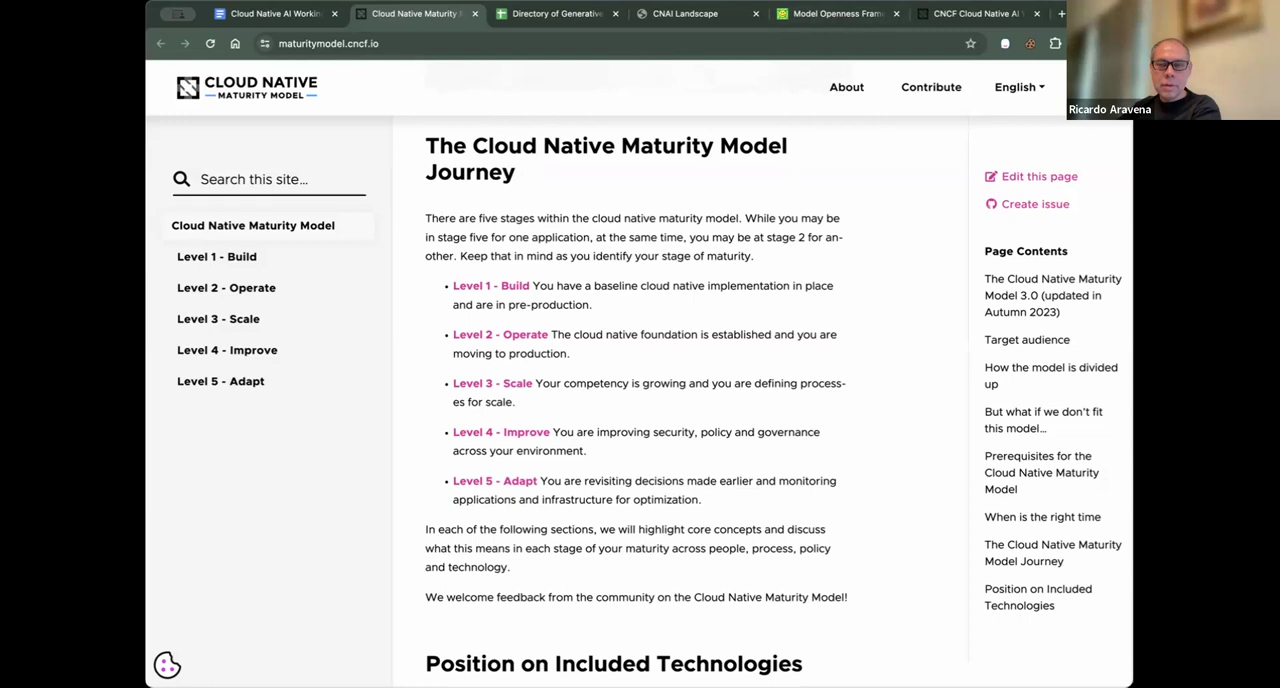 Cloud Native AI Workin
Cloud Native Maturity M
Directory of Generative
CNAI Landscape
Model Openness Fram
CNCF Cloud Native AI W
maturitymodel.cncf.io
Ricardo Aravena
CLOUD NATIVE
MATURITY MODEL
About
Contribute
English
Search this site…
Cloud Native Maturity Model
Level 1 - Build
Level 2 - Operate
Level 3 - Scale
Level 4 - Improve
Level 5 - Adapt
The Cloud Native Maturity Model
Journey
There are five stages within the cloud native maturity model. While you may be
in stage five for one application, at the same time, you may be at stage 2 for an-
other. Keep that in mind as you identify your stage of maturity.
• Level 1 - Build You have a baseline cloud native implementation in place
and are in pre-production.
• Level 2 - Operate The cloud native foundation is established and you are
moving to production.
• Level 3 - Scale Your competency is growing and you are defining process-
es for scale.
• Level 4 - Improve You are improving security, policy and governance
across your environment.
• Level 5 - Adapt You are revisiting decisions made earlier and monitoring
applications and infrastructure for optimization.
In each of the following sections, we will highlight core concepts and discuss
what this means in each stage of your maturity across people, process, policy
and technology.
We welcome feedback from the community on the Cloud Native Maturity Model!
Position on Included Technologies
Edit this page
Create issue
Page Contents
The Cloud Native Maturity
Model 3.0 (updated in
Autumn 2023)
Target audience
How the model is divided
up
But what if we don't fit
this model…
Prerequisites for the
Cloud Native Maturity
Model
When is the right time
The Cloud Native Maturity
Model Journey
Position on Included
Technologies